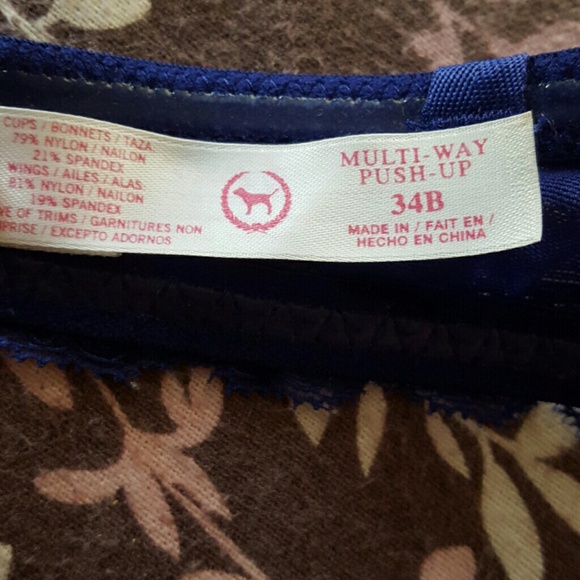 CUPS / BONNETS / TAZA
79% NYLON / NAILON
21% SPANDEX
WINGS / AILES / ALAS
81% NYLON / NAILON
19% SPANDEX
OF TRIMS / GARNITURES NON
/ EXCEPTO ADORNOS
MULTI-WAY
PUSH-UP
34B
MADE IN / FAIT EN /
HECHO EN CHINA